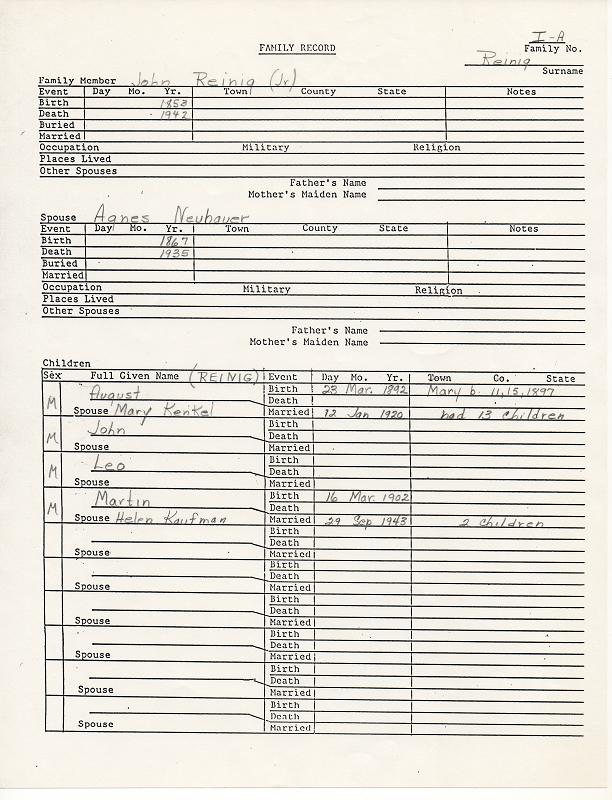 I-A
FAMILY RECORD Family No.
Reinig
Surname
Family Member John Reinig (Jr)
Event Day Mo. Yr. Town County State Notes
Birth 1853
Death 1942
Buried
Married
Occupation Military Religion
Places Lived
Other Spouses
Father's Name
Mother's Maiden Name
Spouse Agnes Neubauer
Event Day Mo. Yr. Town County State Notes
Birth 1867
Death 1935
Buried
Married
Occupation Military Religion
Places Lived
Other Spouses
Father's Name
Mother's Maiden Name
Children
Sex Full Given Name (REINIG) Event Day Mo. Yr. Town Co. State
August Birth 23 Mar. 1892 Mary b. 11,15,1897
M Death
Spouse Mary Kenkel Married 12 Jan 1920 had 13 children
John Birth
M Death
Spouse Married
Leo Birth
M Death
Spouse Married
Martin Birth 16 Mar. 1902
M Death
Spouse Helen Kaufman Married 29 Sep 1943 2 children
Birth
Death
Spouse Married
Birth
Death
Spouse Married
Birth
Death
Spouse Married
Birth
Death
Spouse Married
Birth
Death
Spouse Married
Birth
Death
Spouse Married